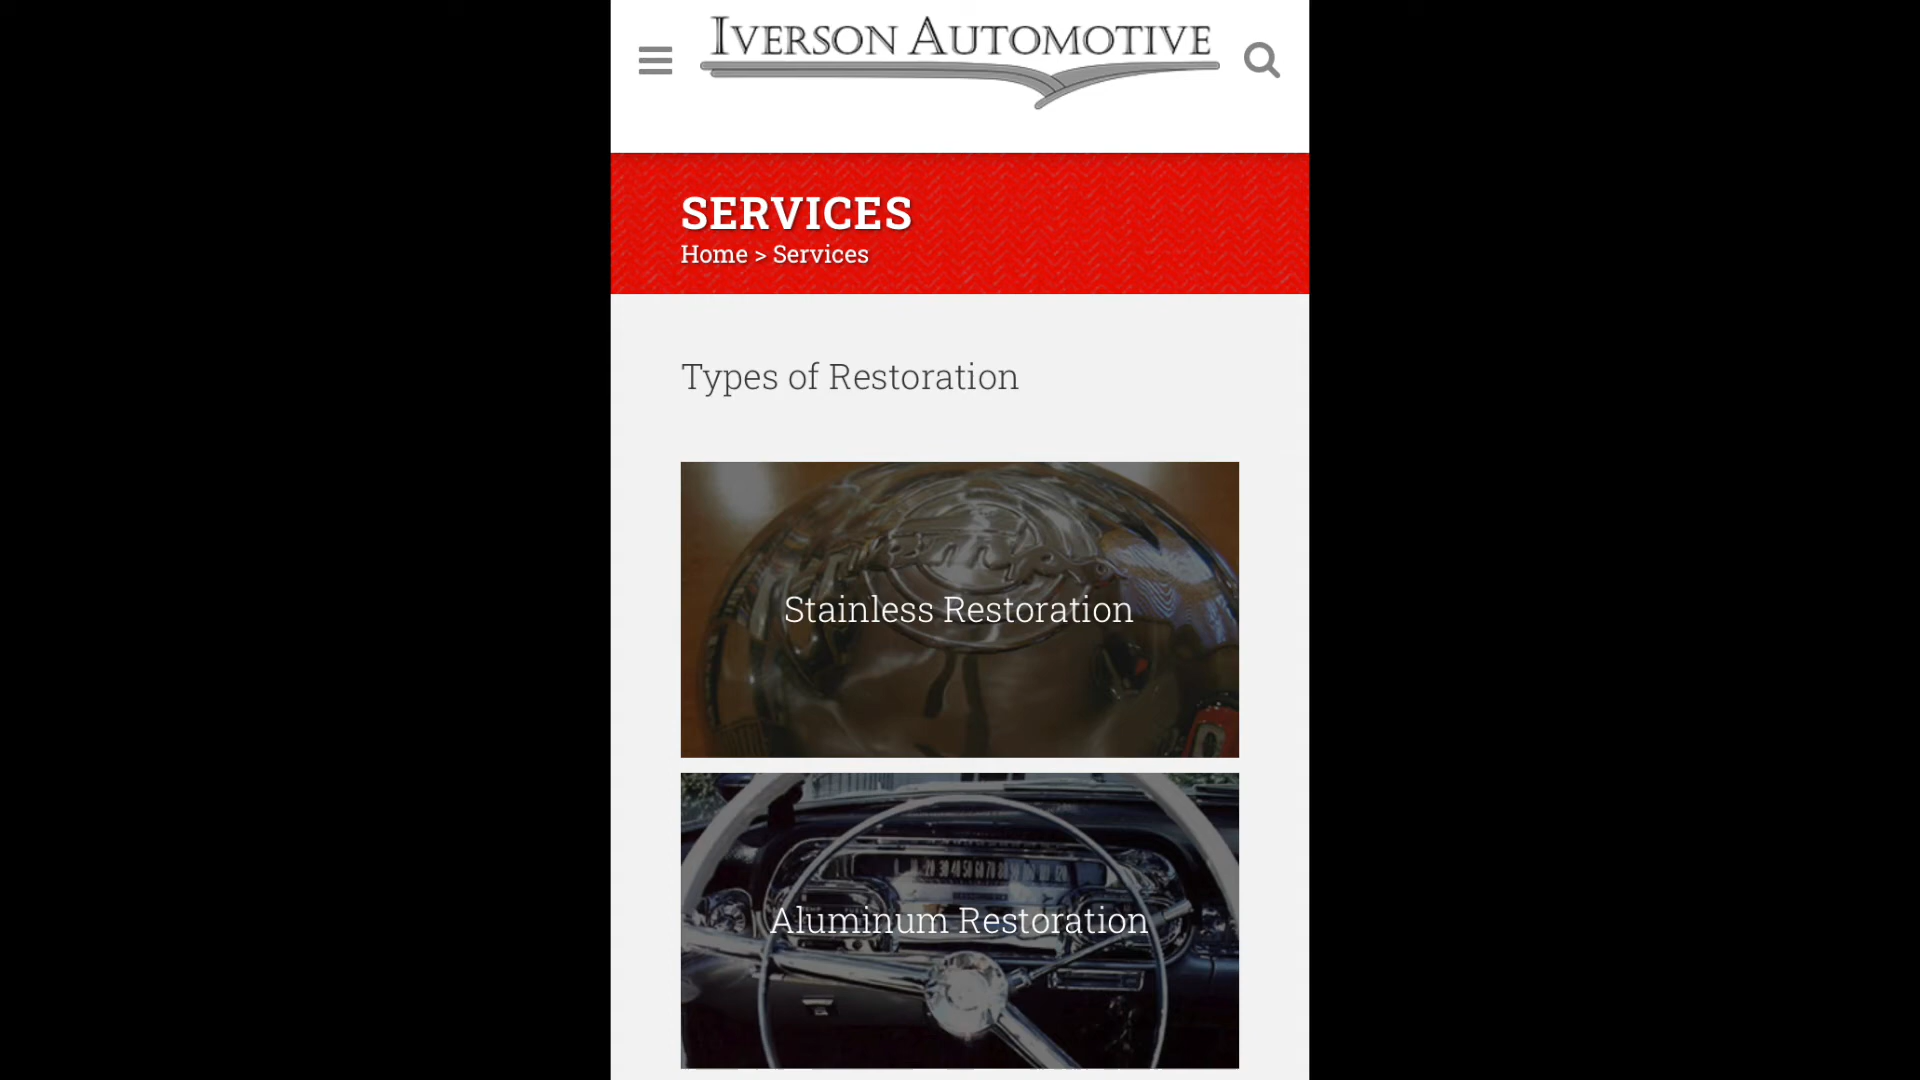 IVERSON AUTOMOTIVE
SERVICES
Home > Services
Types of Restoration
Stainless Restoration
Aluminum Restoration